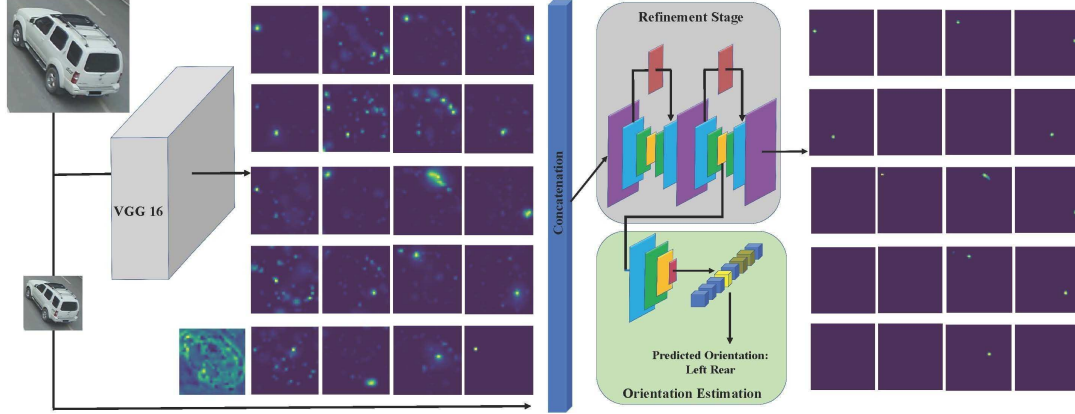 VGG 16
Concatenation
Refinement Stage
Predicted Orientation:
Left Rear
Orientation Estimation